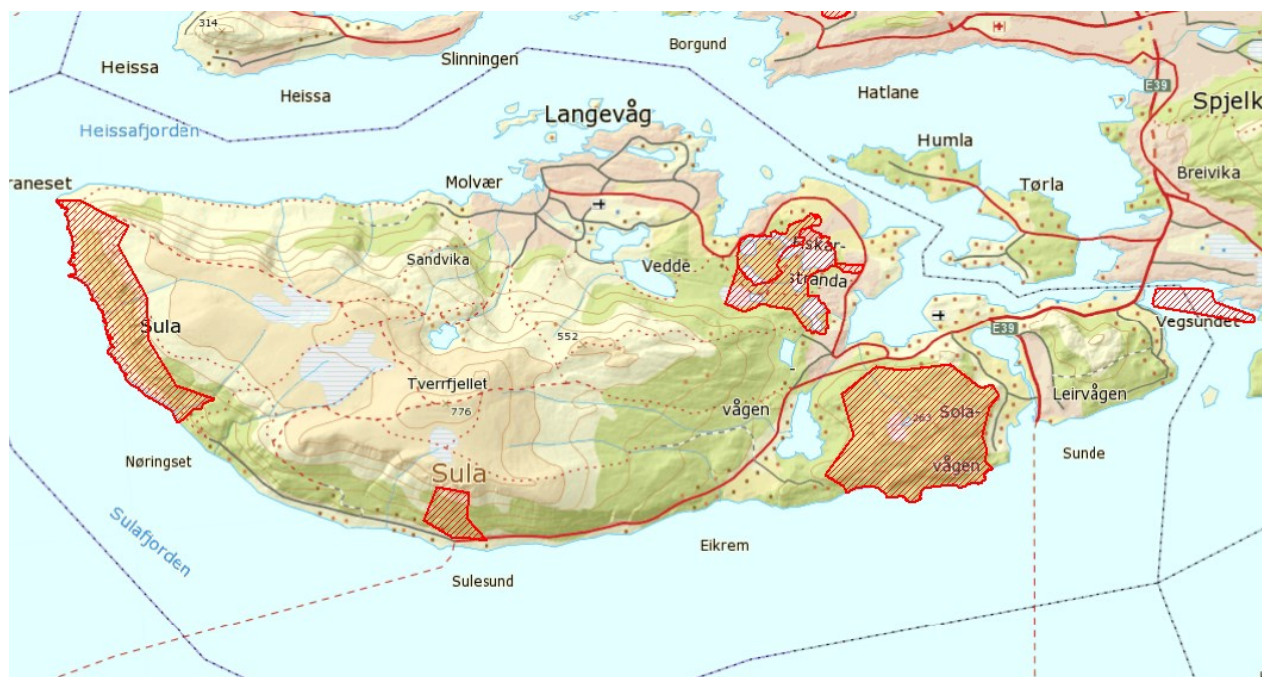 314
Borgund
Slinningen
Heissa
Heissa
Hatlane
E39
Spjelk
Langevåg
Heissafjorden
Humla
Breivika
raneset
Molvær
Tørla
Fiskar-
stranda
Sandvika
Vedde
Sula
552
Vegsundet
E39
Tverrfjellet
776
vågen
263
Sola-
vågen
Leirvågen
Nøringset
Sula
Sunde
Sulafjorden
Eikrem
Sulesund